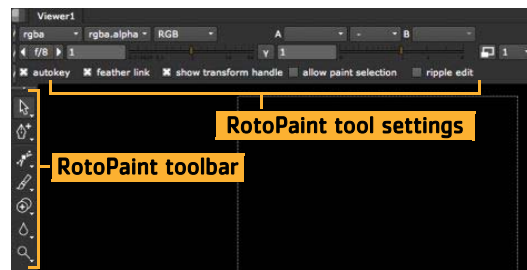 Viewer1
rgba rgba.alpha RGB A - B
f/8 1 Y 1 1
autokey feather link show transform handle allow paint selection ripple edit
RotoPaint tool settings
RotoPaint toolbar